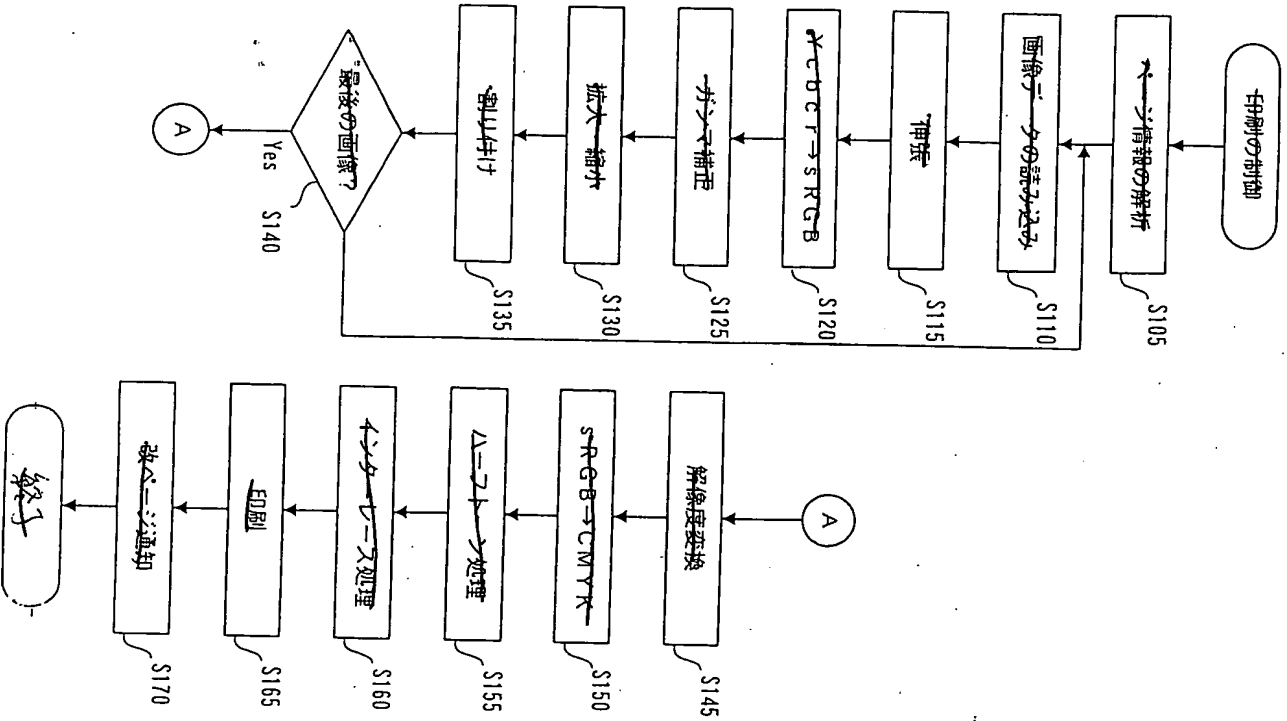 印刷の制御
ページ情報の解析
S105
画像データの読み込み
S110
伸張
S115
Ycbcr→sRGB
S120
ガンマ補正
S125
拡大・縮小
S130
割り付け
S135
最後の画像?
S140
Yes
A
A
解像度変換
S145
sRGB→CMYK
S150
ハーフトーン処理
S155
インターレース処理
S160
印刷
S165
改ページ通知
S170
終了